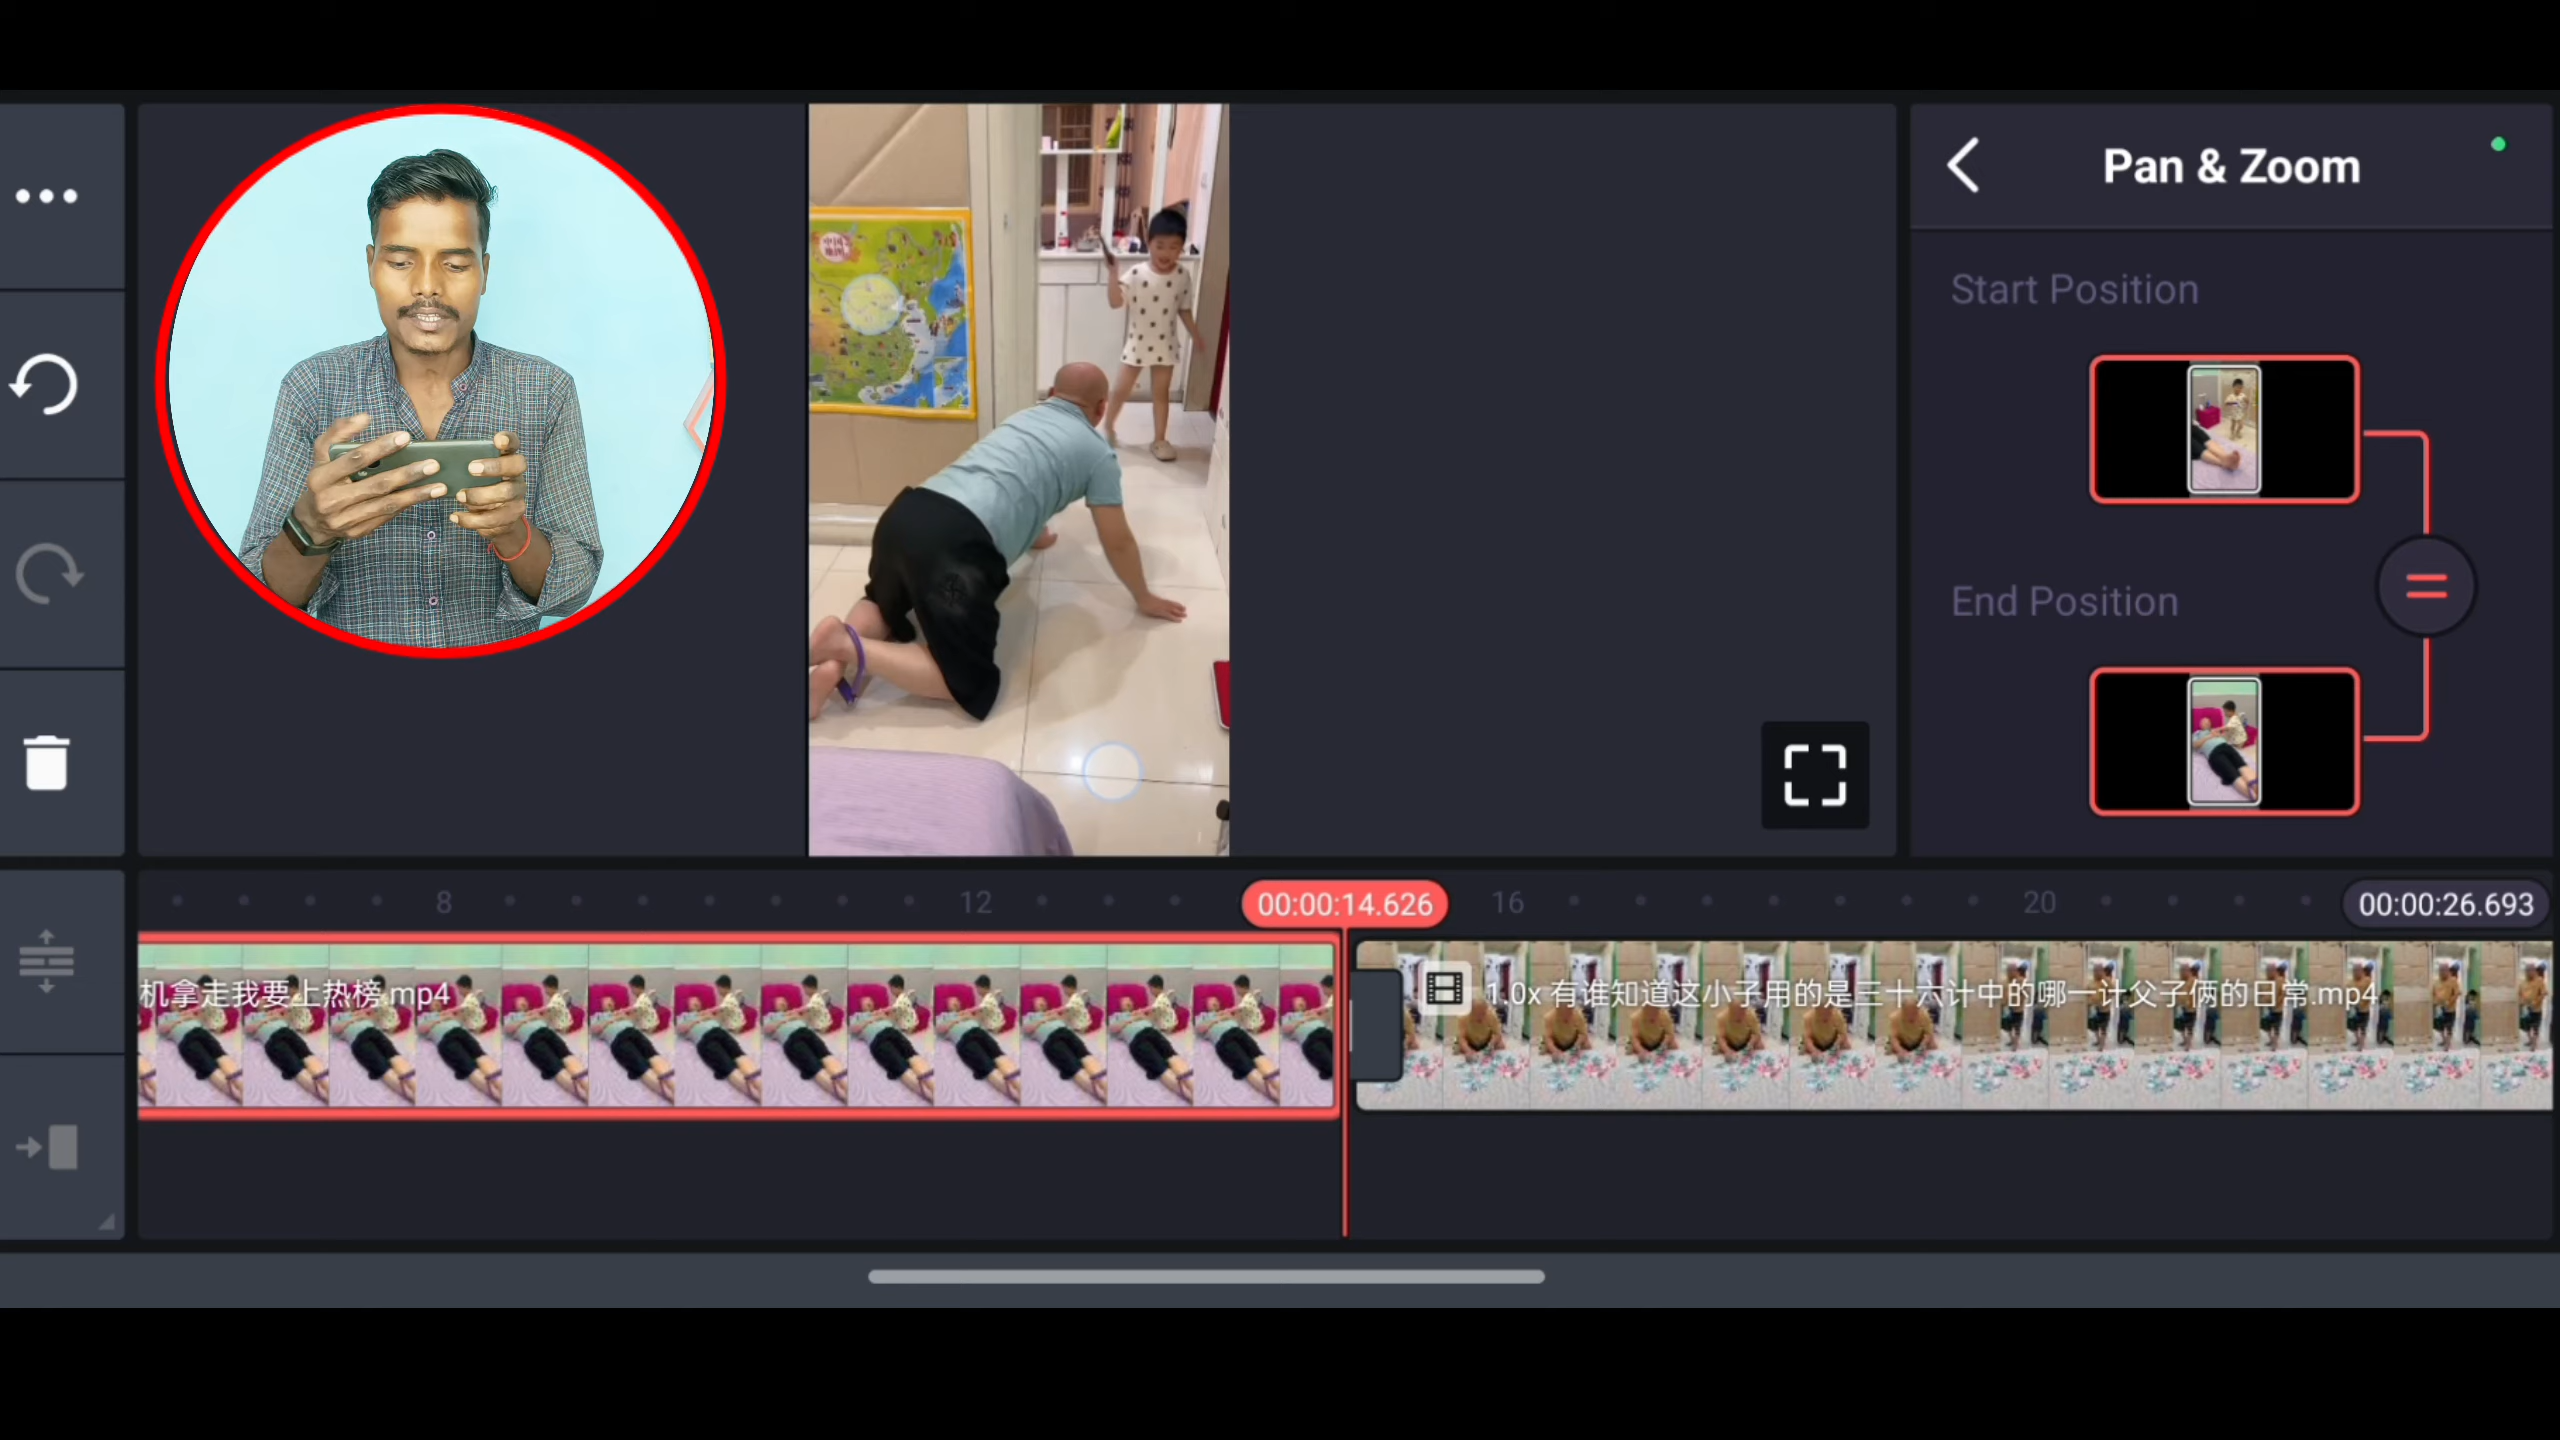 Pan & Zoom
Start Position
End Position
中国
8
12
00:00:14.626
16
20
00:00:26.693
机拿走我要上热榜.mp4
1.0x 有谁知道这小子用的是三十六计中的哪一计父子俩的日常.mp4